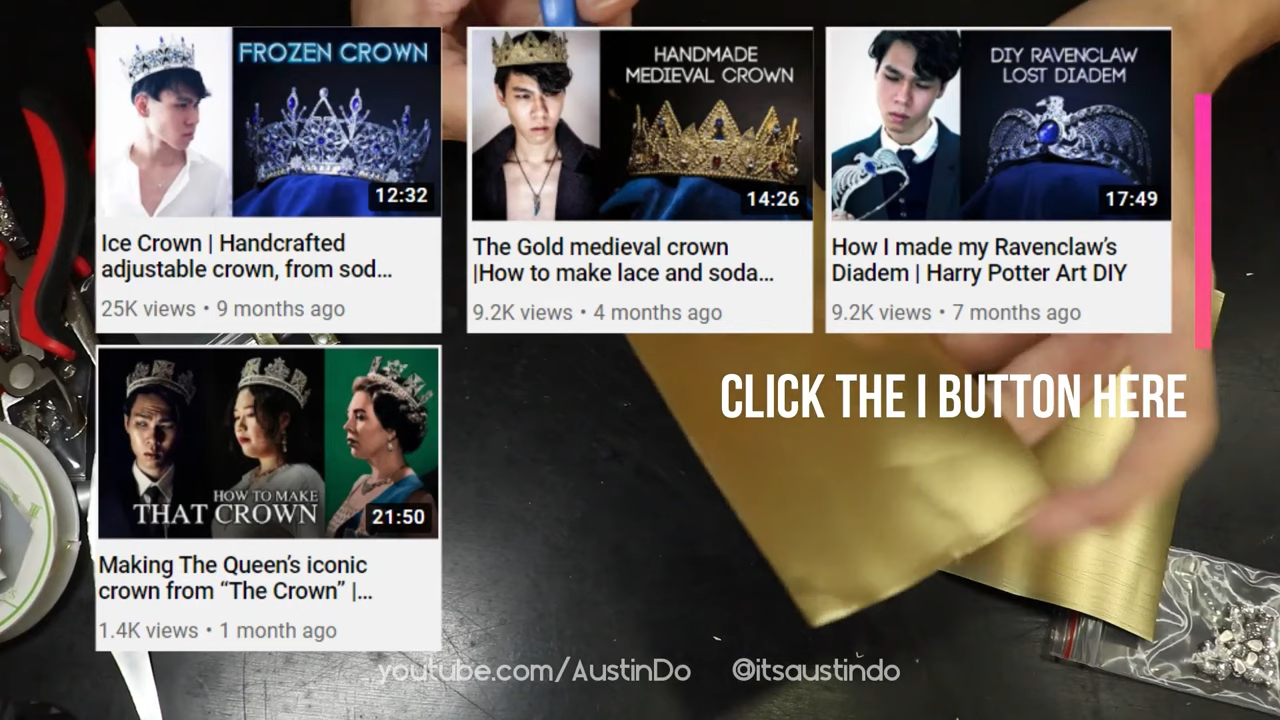 FROZEN CROWN
12:32
Ice Crown | Handcrafted
adjustable crown, from sod...
25K views • 9 months ago
HANDMADE
MEDIEVAL CROWN
14:26
The Gold medieval crown
|How to make lace and soda...
9.2K views • 4 months ago
DIY RAVENCLAW
LOST DIADEM
17:49
How I made my Ravenclaw's
Diadem | Harry Potter Art DIY
9.2K views • 7 months ago
CLICK THE I BUTTON HERE
HOW TO MAKE
THAT CROWN
21:50
Making The Queen's iconic
crown from “The Crown” |...
1.4K views • 1 month ago
youtube.com/AustinDo @itsaustindo